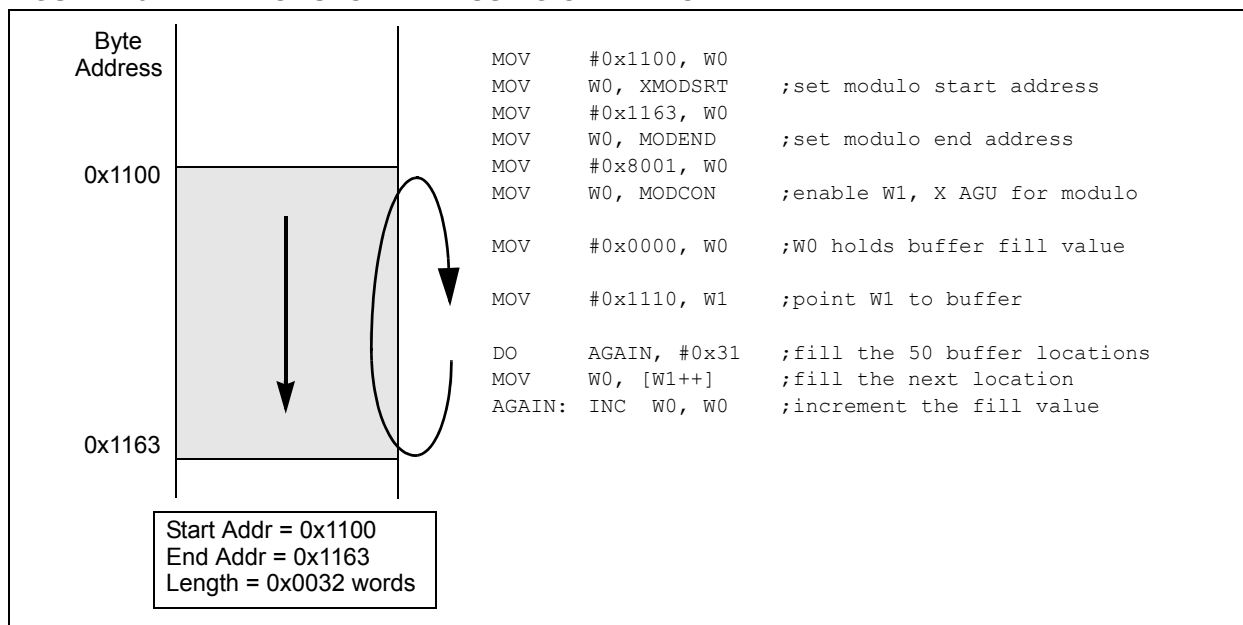 Byte
Address
0x1100
0x1163
Start Addr = 0x1100
End Addr = 0x1163
Length = 0x0032 words
MOV #0x1100, W0
MOV W0, XMODSRT ;set modulo start address
MOV #0x1163, W0
MOV W0, MODEND ;set modulo end address
MOV #0x8001, W0
MOV W0, MODCON ;enable W1, X AGU for modulo
MOV #0x0000, W0 ;W0 holds buffer fill value
MOV #0x1110, W1 ;point W1 to buffer
DO AGAIN, #0x31 ;fill the 50 buffer locations
MOV W0, [W1++] ;fill the next location
AGAIN: INC W0, W0 ;increment the fill value